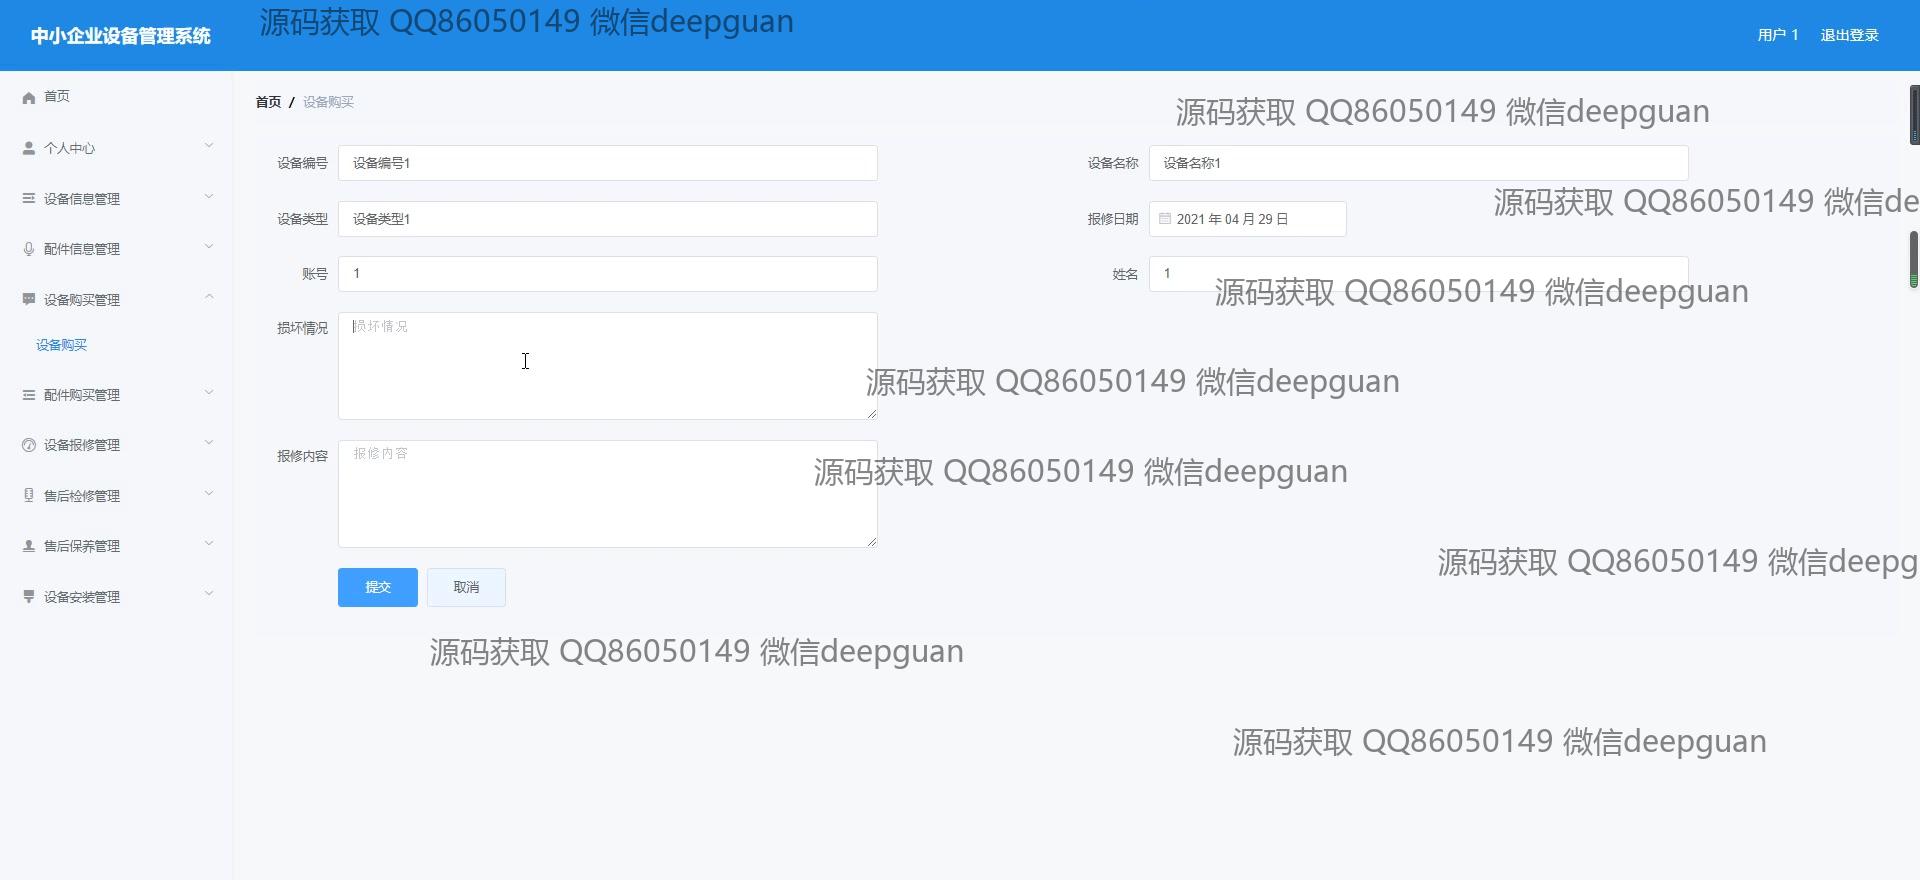 中小企业设备管理系统
源码获取 QQ86050149 微信deepguan
用户 1
退出登录
首页
个人中心
设备信息管理
配件信息管理
设备购买管理
设备购买
配件购买管理
设备报修管理
售后检修管理
售后保养管理
设备安装管理
首页 / 设备购买
源码获取 QQ86050149 微信deepguan
设备编号 设备编号1
设备名称 设备名称1
源码获取 QQ86050149 微信de
设备类型 设备类型1
报修日期 2021 年 04 月 29 日
账号 1
姓名 1
源码获取 QQ86050149 微信deepguan
损坏情况 损坏情况
源码获取 QQ86050149 微信deepguan
报修内容 报修内容
源码获取 QQ86050149 微信deepguan
源码获取 QQ86050149 微信deepg
提交 取消
源码获取 QQ86050149 微信deepguan
源码获取 QQ86050149 微信deepguan